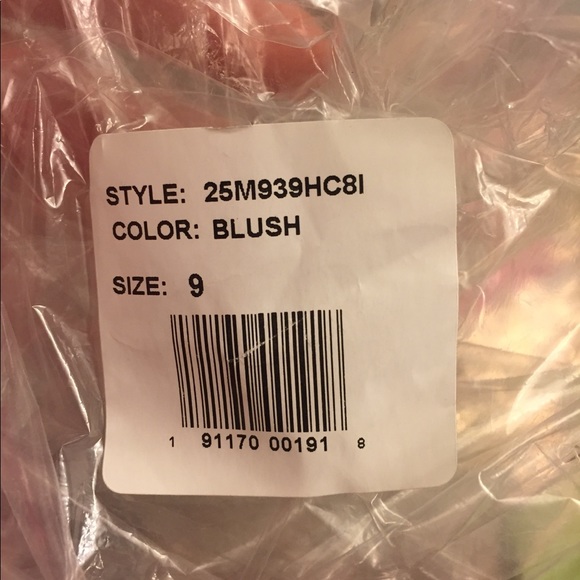 STYLE: 25M939HC8I
COLOR: BLUSH
SIZE: 9
1 91170 00191 8